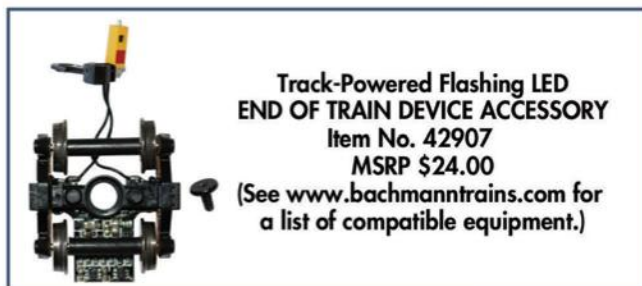 Track-Powered Flashing LED
END OF TRAIN DEVICE ACCESSORY
Item No. 42907
MSRP $24.00
(See www.bachmanntrains.com for
a list of compatible equipment.)